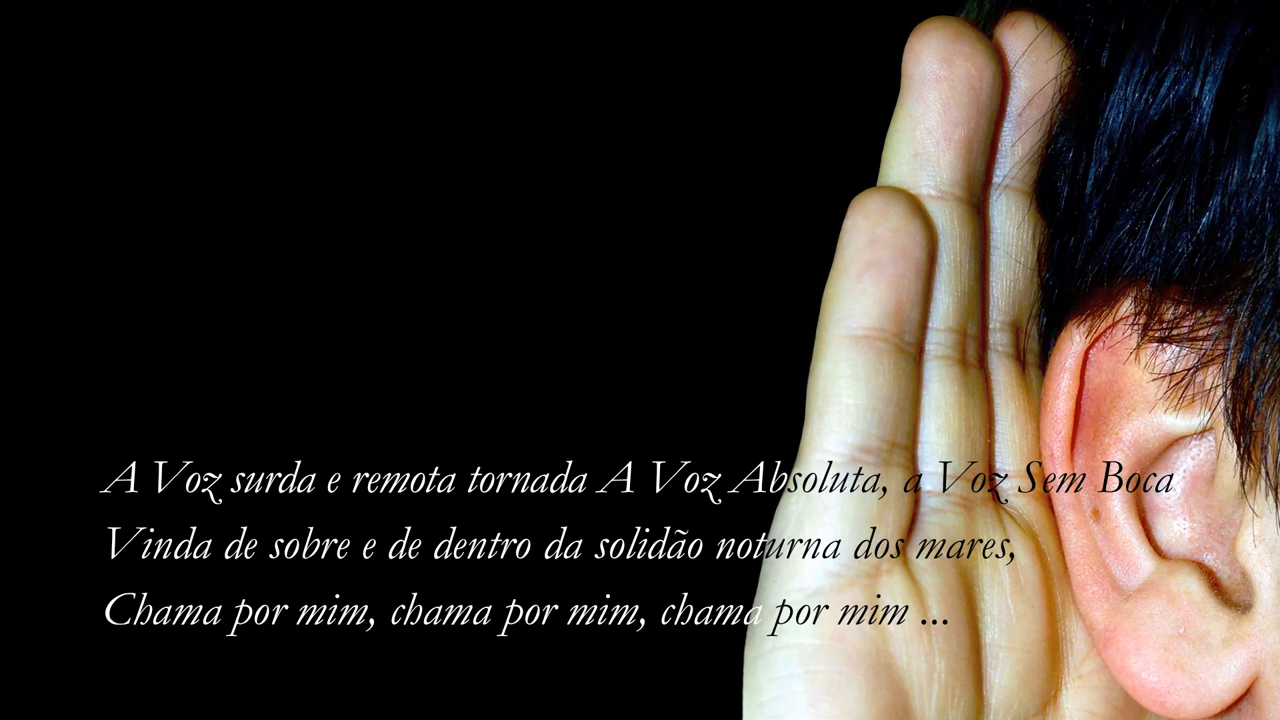 A Voz surda e remota tornada A Voz Absoluta, a Voz Sem Boca
Vinda de sobre e de dentro da solidão noturna dos mares,
Chama por mim, chama por mim, chama por mim ...